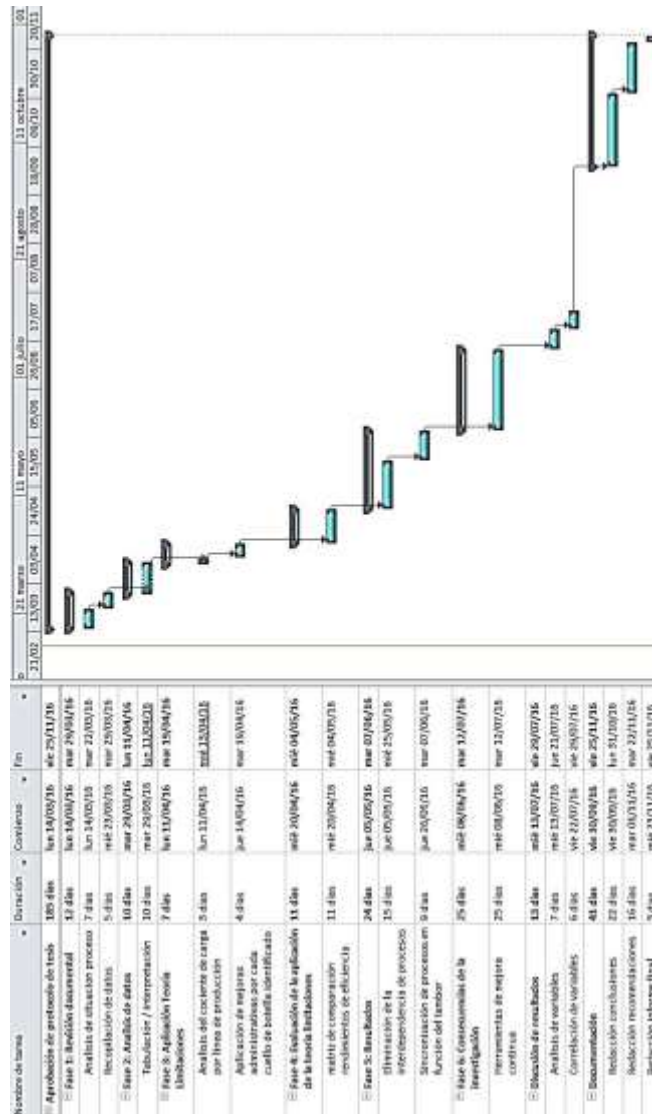 Nombre de tarea Duración Comienzo Fin
Aprobación de protocolo de tesis 185 días lun 14/03/16 vie 25/11/16
Fase 1: Revisión documental 12 días lun 14/03/16 mar 29/03/16
Analisis de situacion proceso 7 días lun 14/03/16 mar 22/03/16
Recopilación de datos 5 días mié 23/03/16 mar 29/03/16
Fase 2: Analisis de datos 10 días mar 29/03/16 lun 11/04/16
Tabulación / interpretación 10 días mar 29/03/16 lun 11/04/16
Fase 3: Aplicación Teoría
Limitaciones
7 días lun 11/04/16 mar 19/04/16
Analisis del cociente de carga
por línea de producción
3 días lun 11/04/16 mié 13/04/16
Aplicación de mejoras
administrativas por cada
cuello de botella identificado
4 días jue 14/04/16 mar 19/04/16
Fase 4: Evaluación de la aplicación
de la teoría limitaciones
11 días mié 20/04/16 mié 04/05/16
matriz de comparación
rendimientos de eficiencia
11 días mié 20/04/16 mié 04/05/16
Fase 5: Resultados 24 días jue 05/05/16 mar 07/06/16
Eliminación de la
interdependencia de procesos
15 días jue 05/05/16 mié 25/05/16
Sincronización de procesos en
función del tambor
9 días jue 26/05/16 mar 07/06/16
Fase 6: Consecuencias de la
investigación
25 días mié 08/06/16 mar 12/07/16
Herramientas de mejora
continua
25 días mié 08/06/16 mar 12/07/16
Discusión de resultados 13 días mié 13/07/16 vie 29/07/16
Analisis de variables 7 días mié 13/07/16 jue 21/07/16
Correlación de variables 6 días vie 22/07/16 vie 29/07/16
Documentación 41 días vie 30/09/16 vie 25/11/16
Redacción conclusiones 22 días vie 30/09/16 lun 31/10/16
Redacción recomendaciones 16 días mar 01/11/16 mar 22/11/16
Redacción informe final 3 días mié 23/11/16 vie 25/11/16
21 marzo 11 mayo 01 julio 21 agosto 11 octubre 01
21/02 13/03 03/04 24/04 15/05 05/06 26/06 17/07 07/08 28/08 18/09 09/10 30/10 20/11